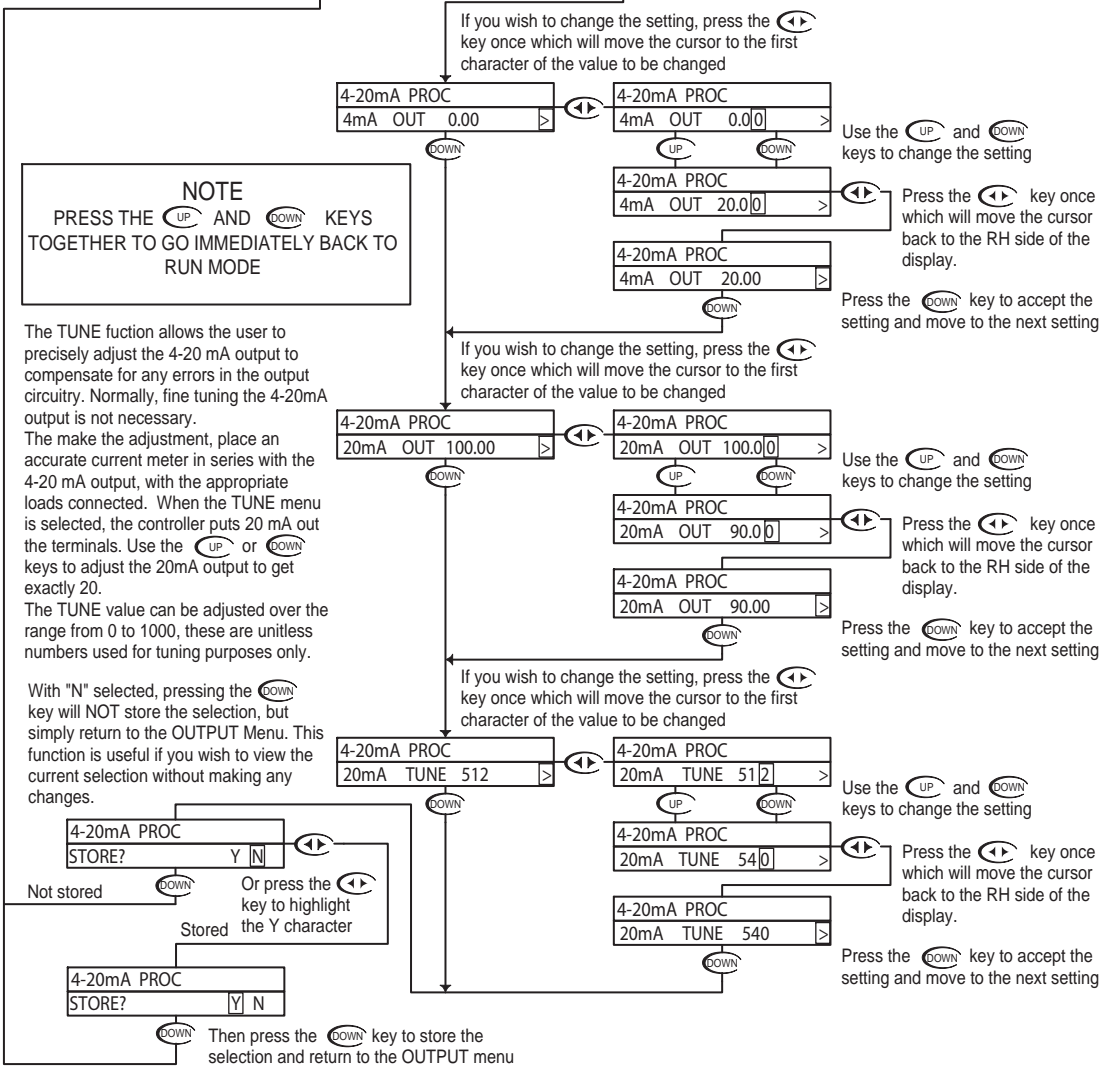 If you wish to change the setting, press the
key once which will move the cursor to the first
character of the value to be changed
4-20mA PROC
4mA OUT 0.00 >
DOWN
4-20mA PROC
4mA OUT 0.00 >
UP DOWN
Use the UP and DOWN
keys to change the setting
4-20mA PROC
4mA OUT 20.00 >
Press the key once
which will move the cursor
back to the RH side of the
display.
4-20mA PROC
4mA OUT 20.00 >
DOWN
Press the DOWN key to accept the
setting and move to the next setting
NOTE
PRESS THE UP AND DOWN KEYS
TOGETHER TO GO IMMEDIATELY BACK TO
RUN MODE
The TUNE fuction allows the user to
precisely adjust the 4-20 mA output to
compensate for any errors in the output
circuitry. Normally, fine tuning the 4-20mA
output is not necessary.
The make the adjustment, place an
accurate current meter in series with the
4-20 mA output, with the appropriate
loads connected. When the TUNE menu
is selected, the controller puts 20 mA out
the terminals. Use the UP or DOWN
keys to adjust the 20mA output to get
exactly 20.
The TUNE value can be adjusted over the
range from 0 to 1000, these are unitless
numbers used for tuning purposes only.
If you wish to change the setting, press the
key once which will move the cursor to the first
character of the value to be changed
4-20mA PROC
20mA OUT 100.00 >
DOWN
4-20mA PROC
20mA OUT 100.00 >
UP DOWN
Use the UP and DOWN
keys to change the setting
4-20mA PROC
20mA OUT 90.00 >
Press the key once
which will move the cursor
back to the RH side of the
display.
4-20mA PROC
20mA OUT 90.00 >
DOWN
Press the DOWN key to accept the
setting and move to the next setting
If you wish to change the setting, press the
key once which will move the cursor to the first
character of the value to be changed
4-20mA PROC
20mA TUNE 512 >
DOWN
4-20mA PROC
20mA TUNE 512 >
UP DOWN
Use the UP and DOWN
keys to change the setting
4-20mA PROC
20mA TUNE 540 >
Press the key once
which will move the cursor
back to the RH side of the
display.
4-20mA PROC
20mA TUNE 540 >
DOWN
Press the DOWN key to accept the
setting and move to the next setting
With "N" selected, pressing the DOWN
key will NOT store the selection, but
simply return to the OUTPUT Menu. This
function is useful if you wish to view the
current selection without making any
changes.
4-20mA PROC
STORE? Y N
DOWN
Not stored
Or press the
key to highlight
the Y character
Stored
4-20mA PROC
STORE? Y N
DOWN
Then press the DOWN key to store the
selection and return to the OUTPUT menu